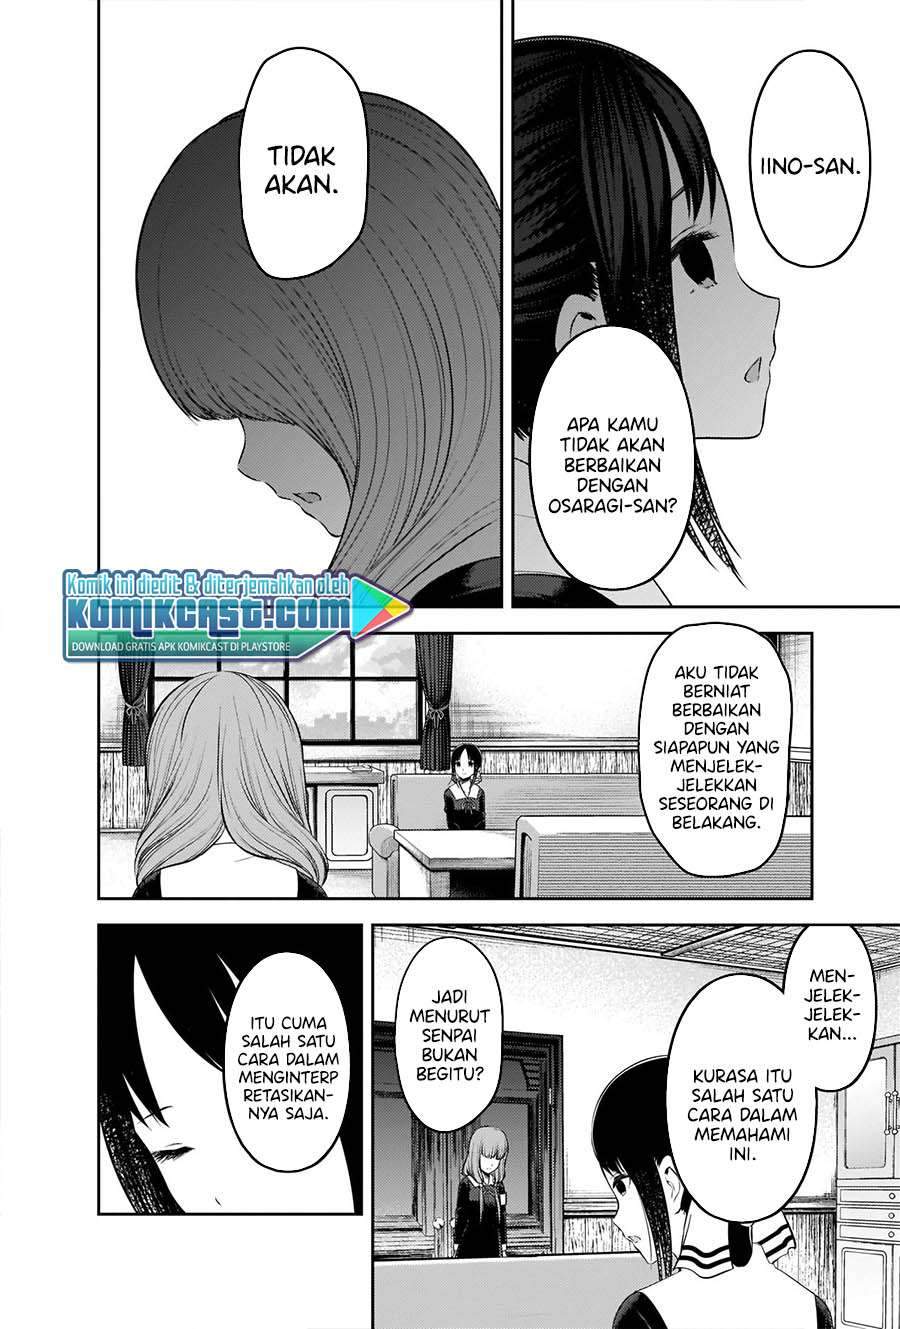 IINO-SAN.
APA KAMU
TIDAK AKAN
BERBAIKAN
DENGAN
OSARAGI-SAN?
TIDAK
AKAN.
Komik ini diedit & diterjemahkan oleh
KOMIKCAST.COM
DOWNLOAD GRATIS APK KOMIKCAST DI PLAYSTORE
AKU TIDAK
BERNIAT
BERBAIKAN
DENGAN
SIAPAPUN YANG
MENJELEK-
JELEKKAN
SESEORANG DI
BELAKANG.
MEN-
JELEK-
JELEK-
KAN...
KURASA ITU
SALAH SATU
CARA DALAM
MEMAHAMI
INI.
JADI
MENURUT
SENPAI
BUKAN
BEGITU?
ITU CUMA
SALAH SATU
CARA DALAM
MENGINTERP
RETASIKAN-
NYA SAJA.